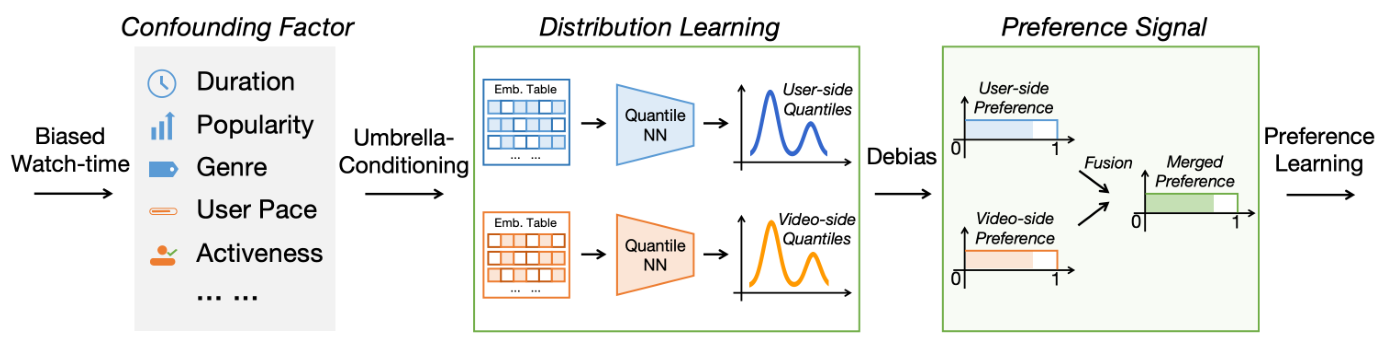 Confounding Factor
Distribution Learning
Preference Signal
Biased
Watch-time
Duration
Popularity
Genre
User Pace
Activeness
... ...
Umbrella-
Conditioning
Emb. Table
... ...
Quantile
NN
User-side
Quantiles
Emb. Table
... ...
Quantile
NN
Video-side
Quantiles
Debias
User-side
Preference
0
1
Video-side
Preference
0
1
Fusion
Merged
Preference
0
1
Preference
Learning